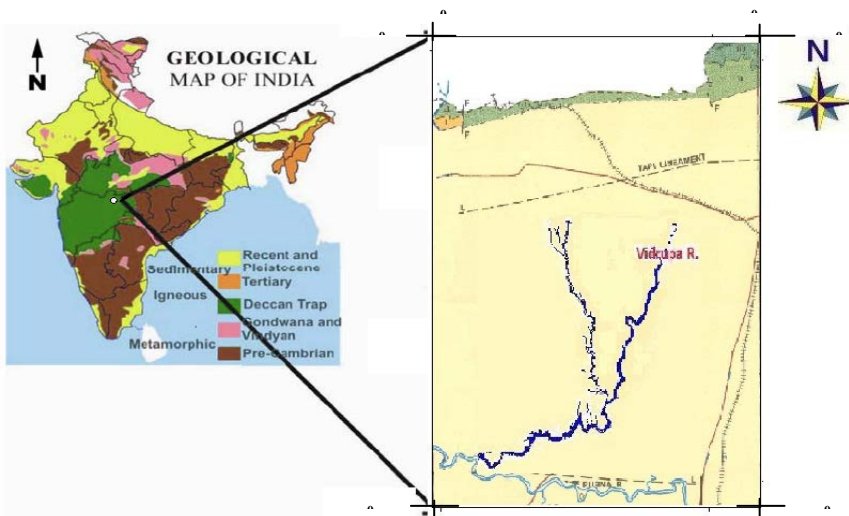 N
GEOLOGICAL
MAP OF INDIA
Recent and
Pleistocene
Sedimentary
Tertiary
Igneous
Deccan Trap
Gondwana and
Vindyan
Metamorphic
Pre-Cambrian
TAPI LINEAMENT
L
Vidrupa R.
PURNA R.
L
F
F
F
F
N